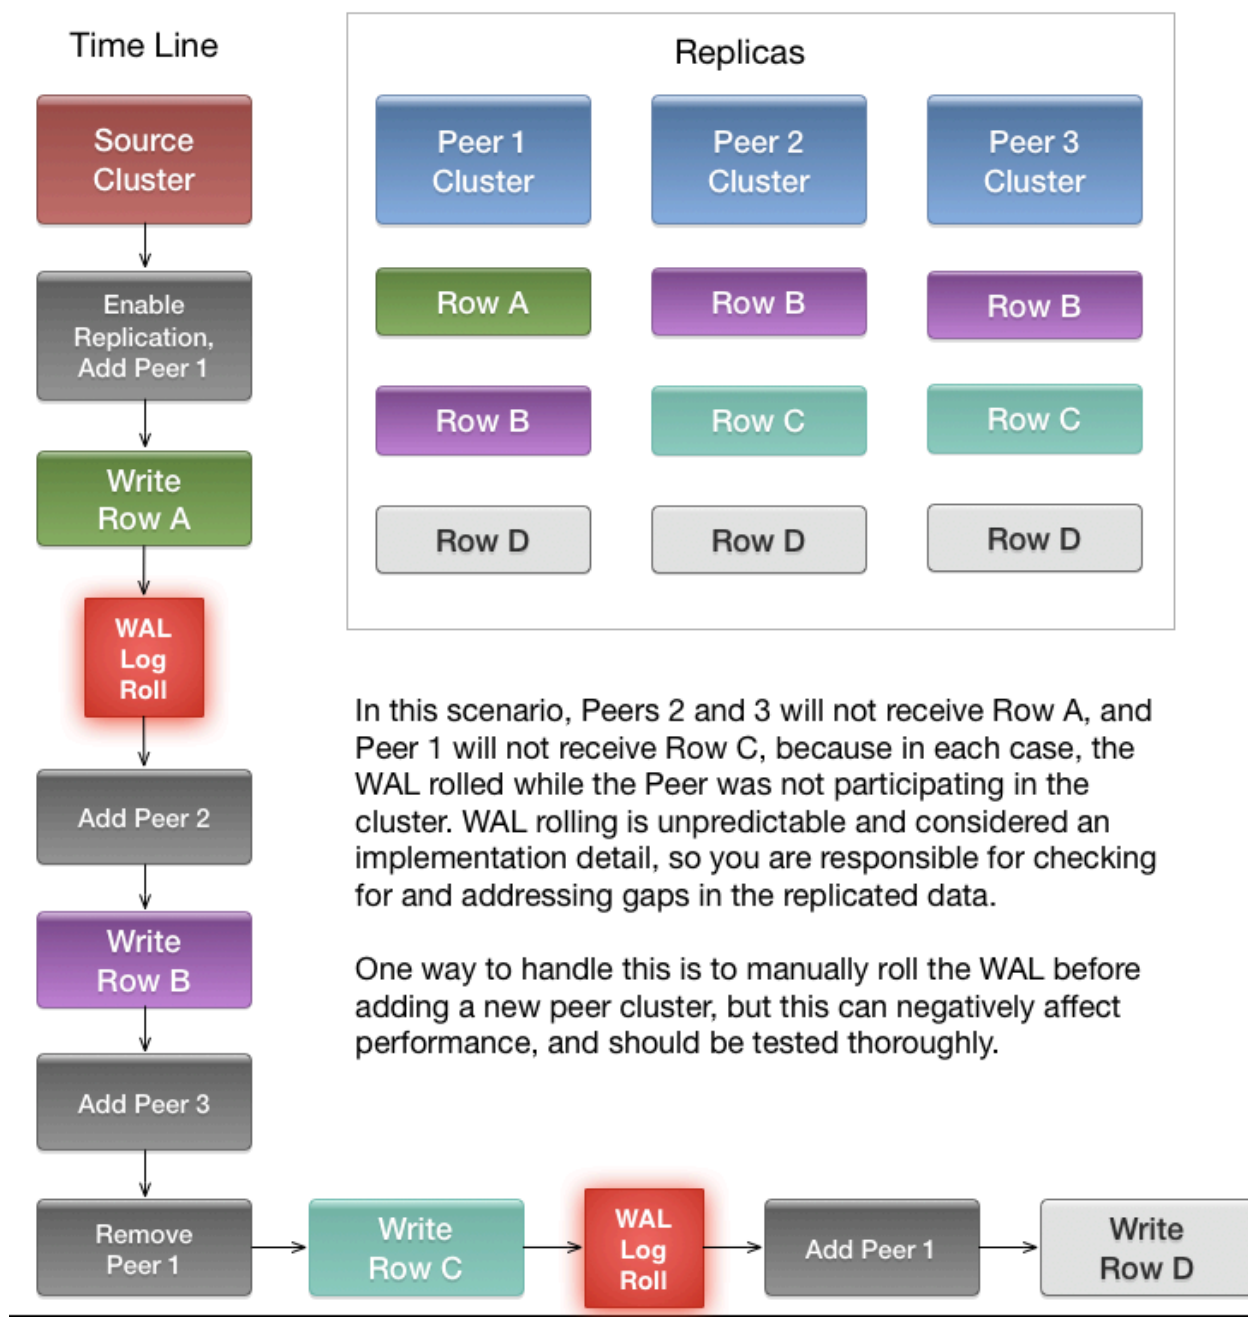 Time Line
Source
Cluster
Enable
Replication,
Add Peer 1
Write
Row A
WAL
Log
Roll
Add Peer 2
Write
Row B
Add Peer 3
Remove
Peer 1
Write
Row C
WAL
Log
Roll
Add Peer 1
Write
Row D
Replicas
Peer 1
Cluster
Peer 2
Cluster
Peer 3
Cluster
Row A
Row B
Row B
Row B
Row C
Row C
Row D
Row D
Row D
In this scenario, Peers 2 and 3 will not receive Row A, and
Peer 1 will not receive Row C, because in each case, the
WAL rolled while the Peer was not participating in the
cluster. WAL rolling is unpredictable and considered an
implementation detail, so you are responsible for checking
for and addressing gaps in the replicated data.
One way to handle this is to manually roll the WAL before
adding a new peer cluster, but this can negatively affect
performance, and should be tested thoroughly.